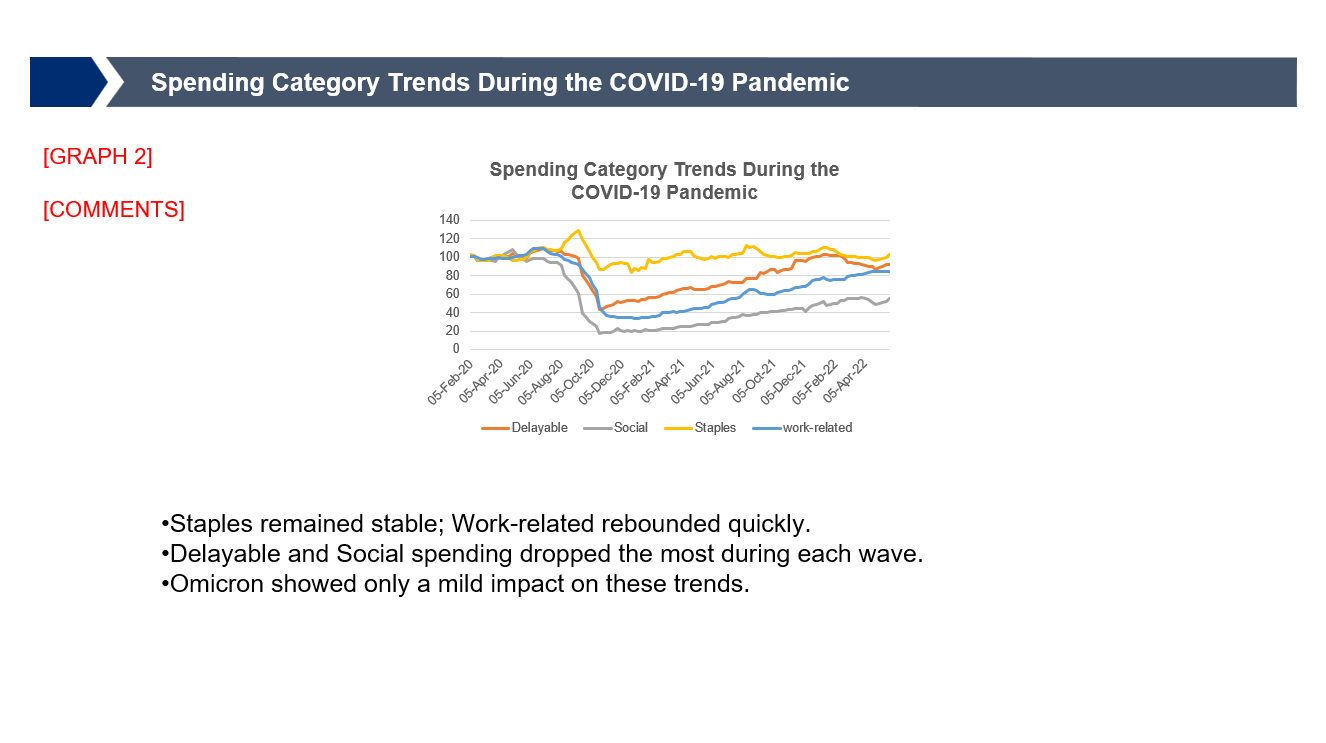 Spending Category Trends During the COVID-19 Pandemic
[GRAPH 2]
[COMMENTS]
Spending Category Trends During the
COVID-19 Pandemic
140
120
100
80
60
40
20
0
05-Feb-20
05-Apr-20
05-Jun-20
05-Aug-20
05-Oct-20
05-Dec-20
05-Feb-21
05-Apr-21
05-Jun-21
05-Aug-21
05-Oct-21
05-Dec-21
05-Feb-22
05-Apr-22
Delayable Social Staples work-related
•Staples remained stable; Work-related rebounded quickly.
•Delayable and Social spending dropped the most during each wave.
•Omicron showed only a mild impact on these trends.